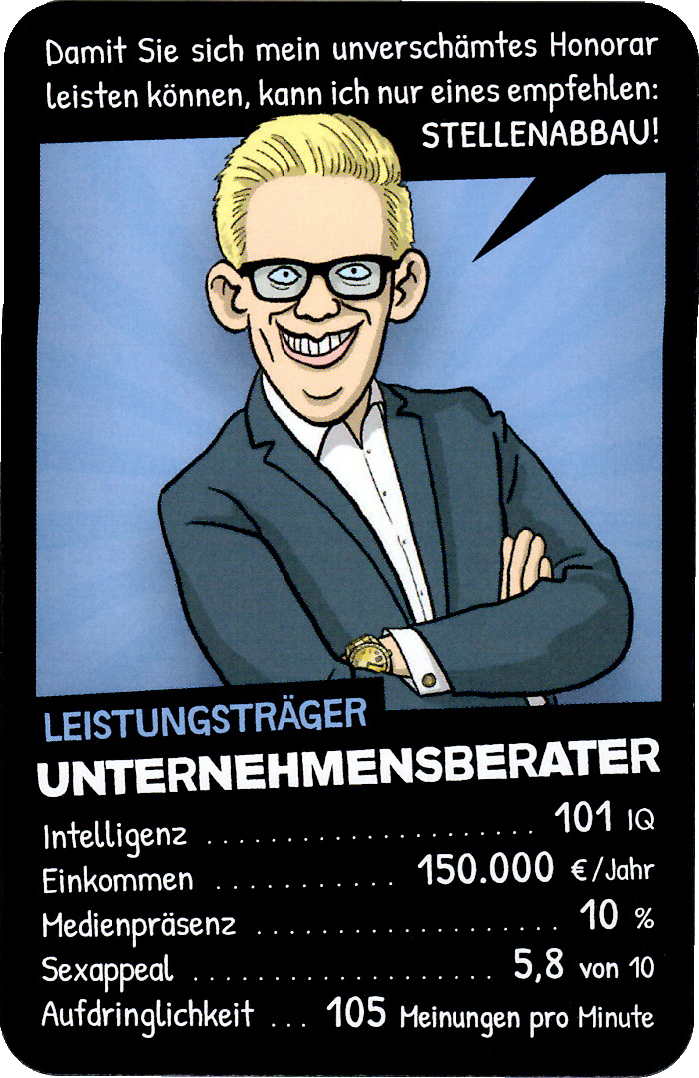 Damit Sie sich mein unverschämtes Honorar
leisten können, kann ich nur eines empfehlen:
STELLENABBAU!
LEISTUNGSTRÄGER
UNTERNEHMENSBERATER
Intelligenz ..................... 101 IQ
Einkommen ............ 150.000 €/Jahr
Medienpräsenz .................... 10 %
Sexappeal .................... 5,8 von 10
Aufdringlichkeit ... 105 Meinungen pro Minute